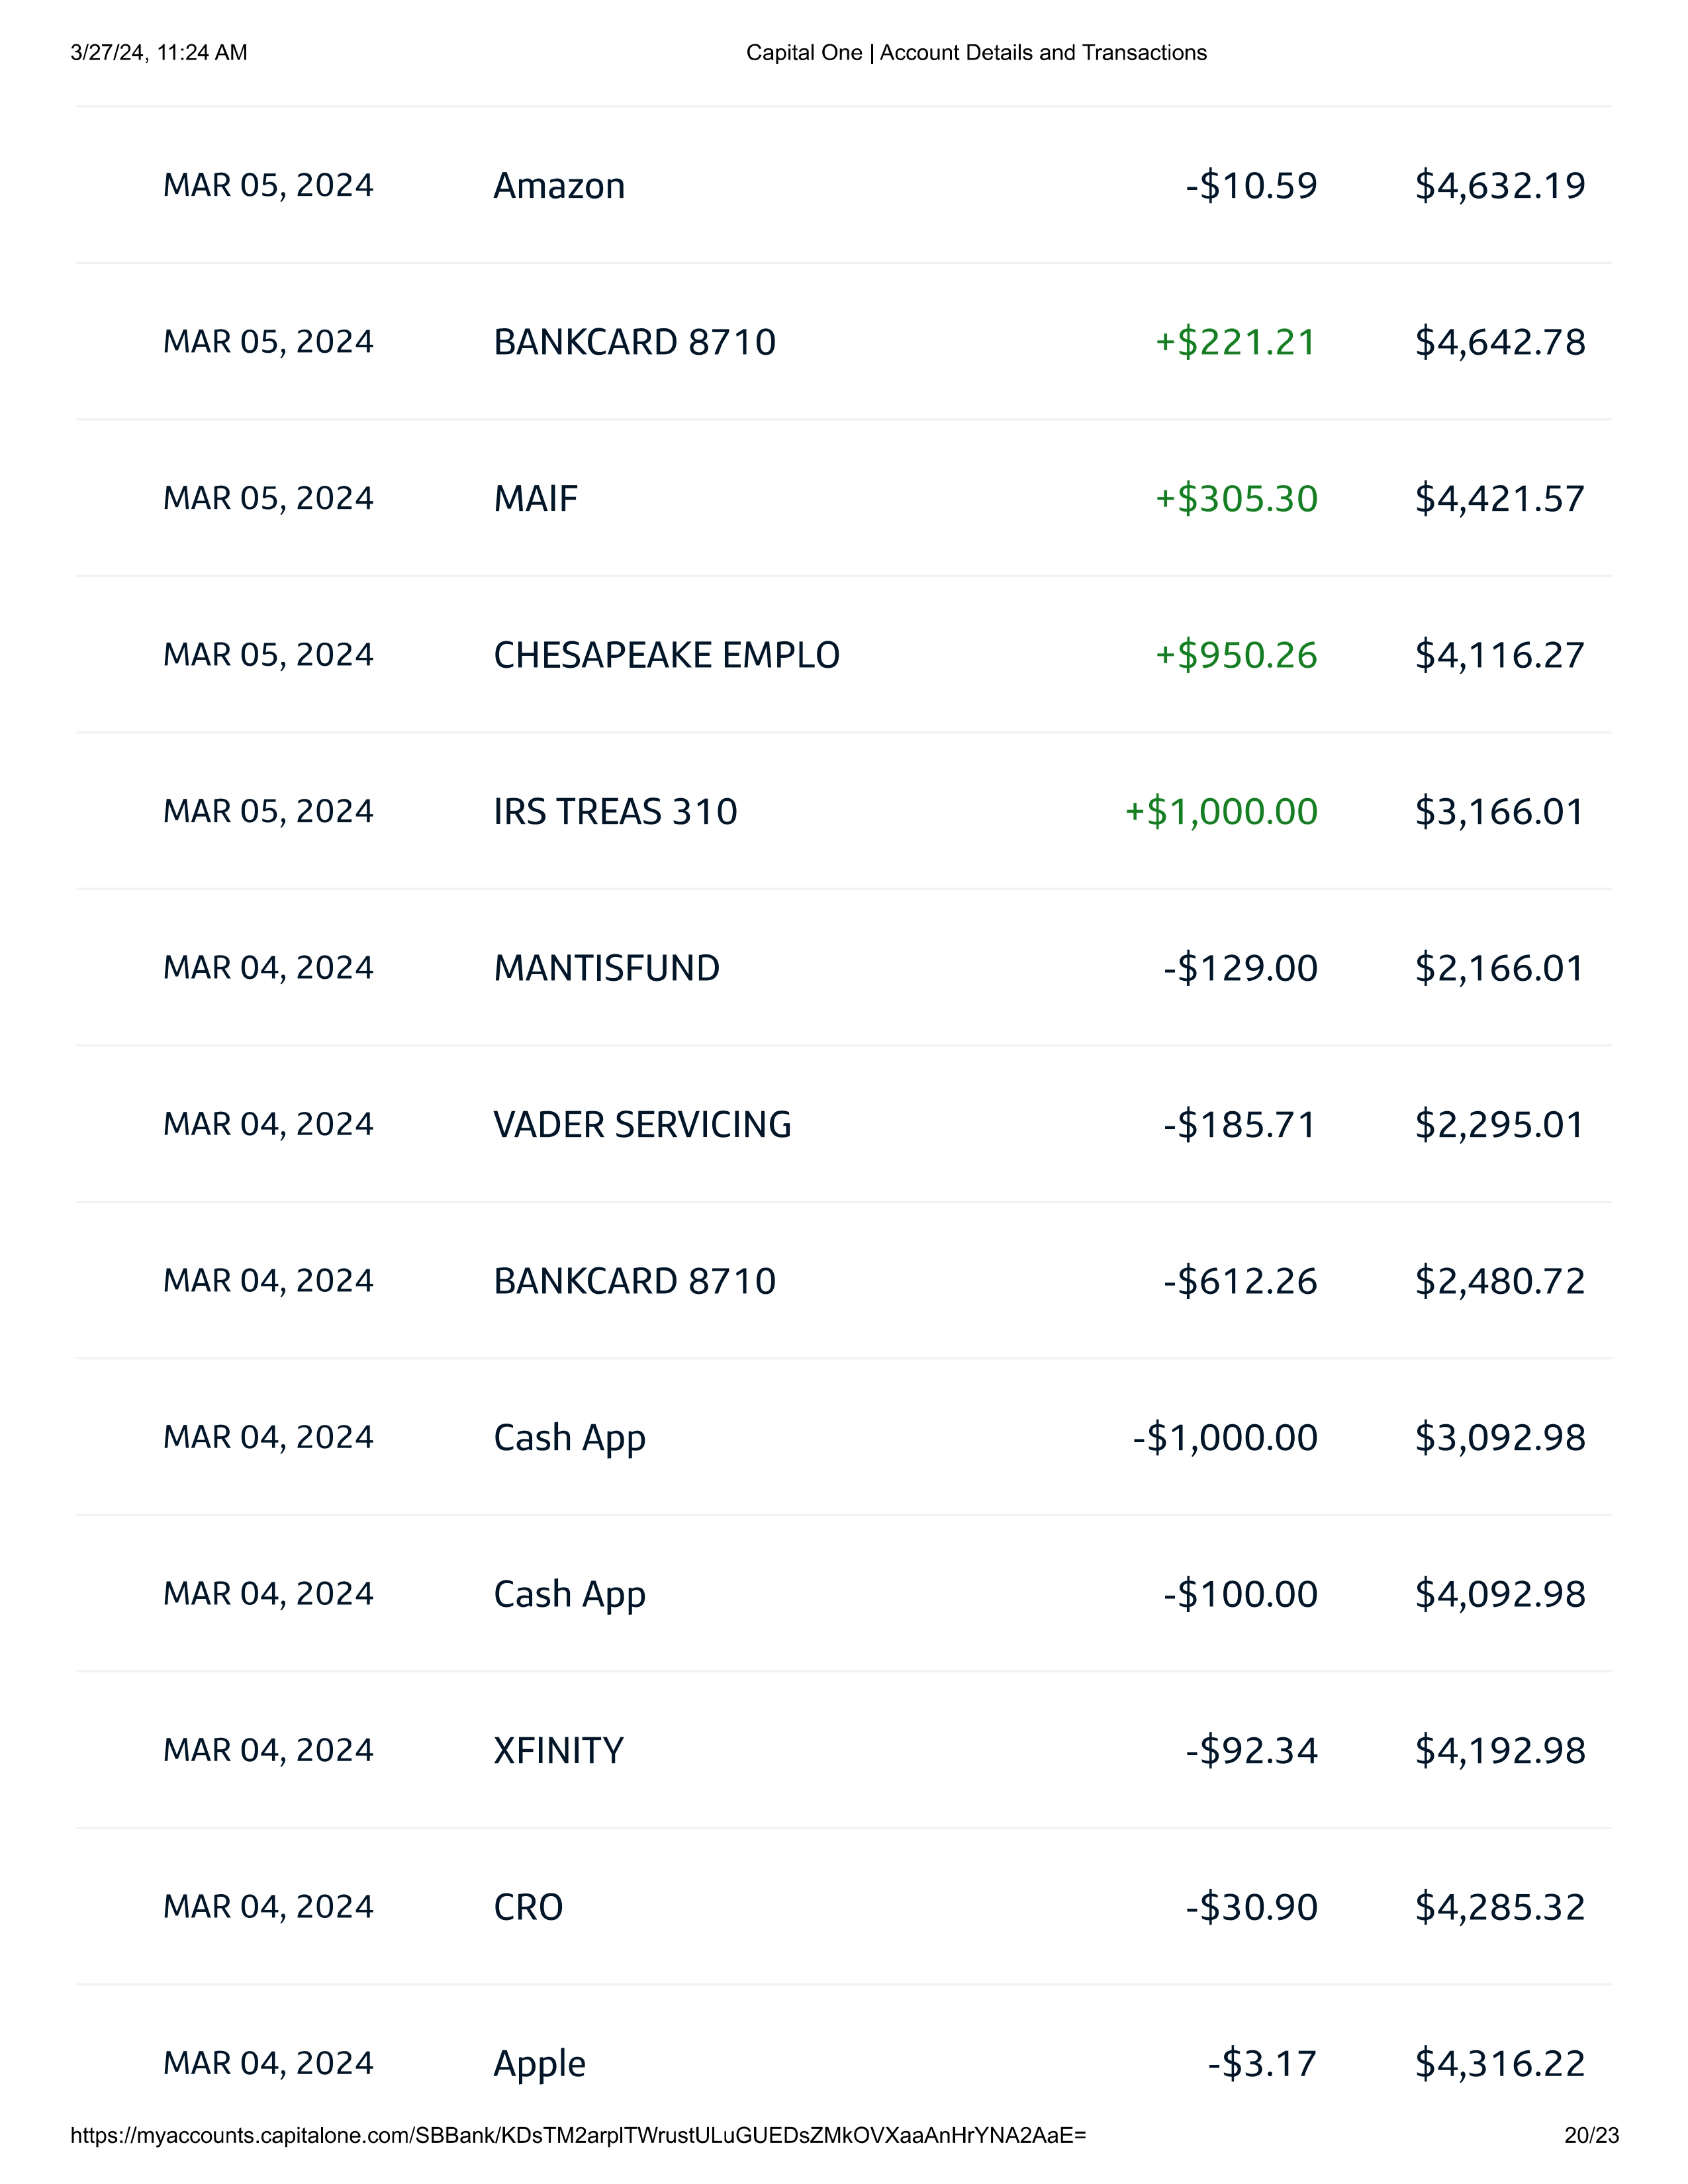 3/27/24, 11:24 AM Capital One | Account Details and Transactions
MAR 05, 2024 Amazon -$10.59 $4,632.19
MAR 05, 2024 BANKCARD 8710 +$221.21 $4,642.78
MAR 05, 2024 MAIF +$305.30 $4,421.57
MAR 05, 2024 CHESAPEAKE EMPLO +$950.26 $4,116.27
MAR 05, 2024 IRS TREAS 310 +$1,000.00 $3,166.01
MAR 04, 2024 MANTISFUND -$129.00 $2,166.01
MAR 04, 2024 VADER SERVICING -$185.71 $2,295.01
MAR 04, 2024 BANKCARD 8710 -$612.26 $2,480.72
MAR 04, 2024 Cash App -$1,000.00 $3,092.98
MAR 04, 2024 Cash App -$100.00 $4,092.98
MAR 04, 2024 XFINITY -$92.34 $4,192.98
MAR 04, 2024 CRO -$30.90 $4,285.32
MAR 04, 2024 Apple -$3.17 $4,316.22
https://myaccounts.capitalone.com/SBBank/KDsTM2arplTWrustULuGUEDsZMkOVXaaAnHrYNA2AaE= 20/23